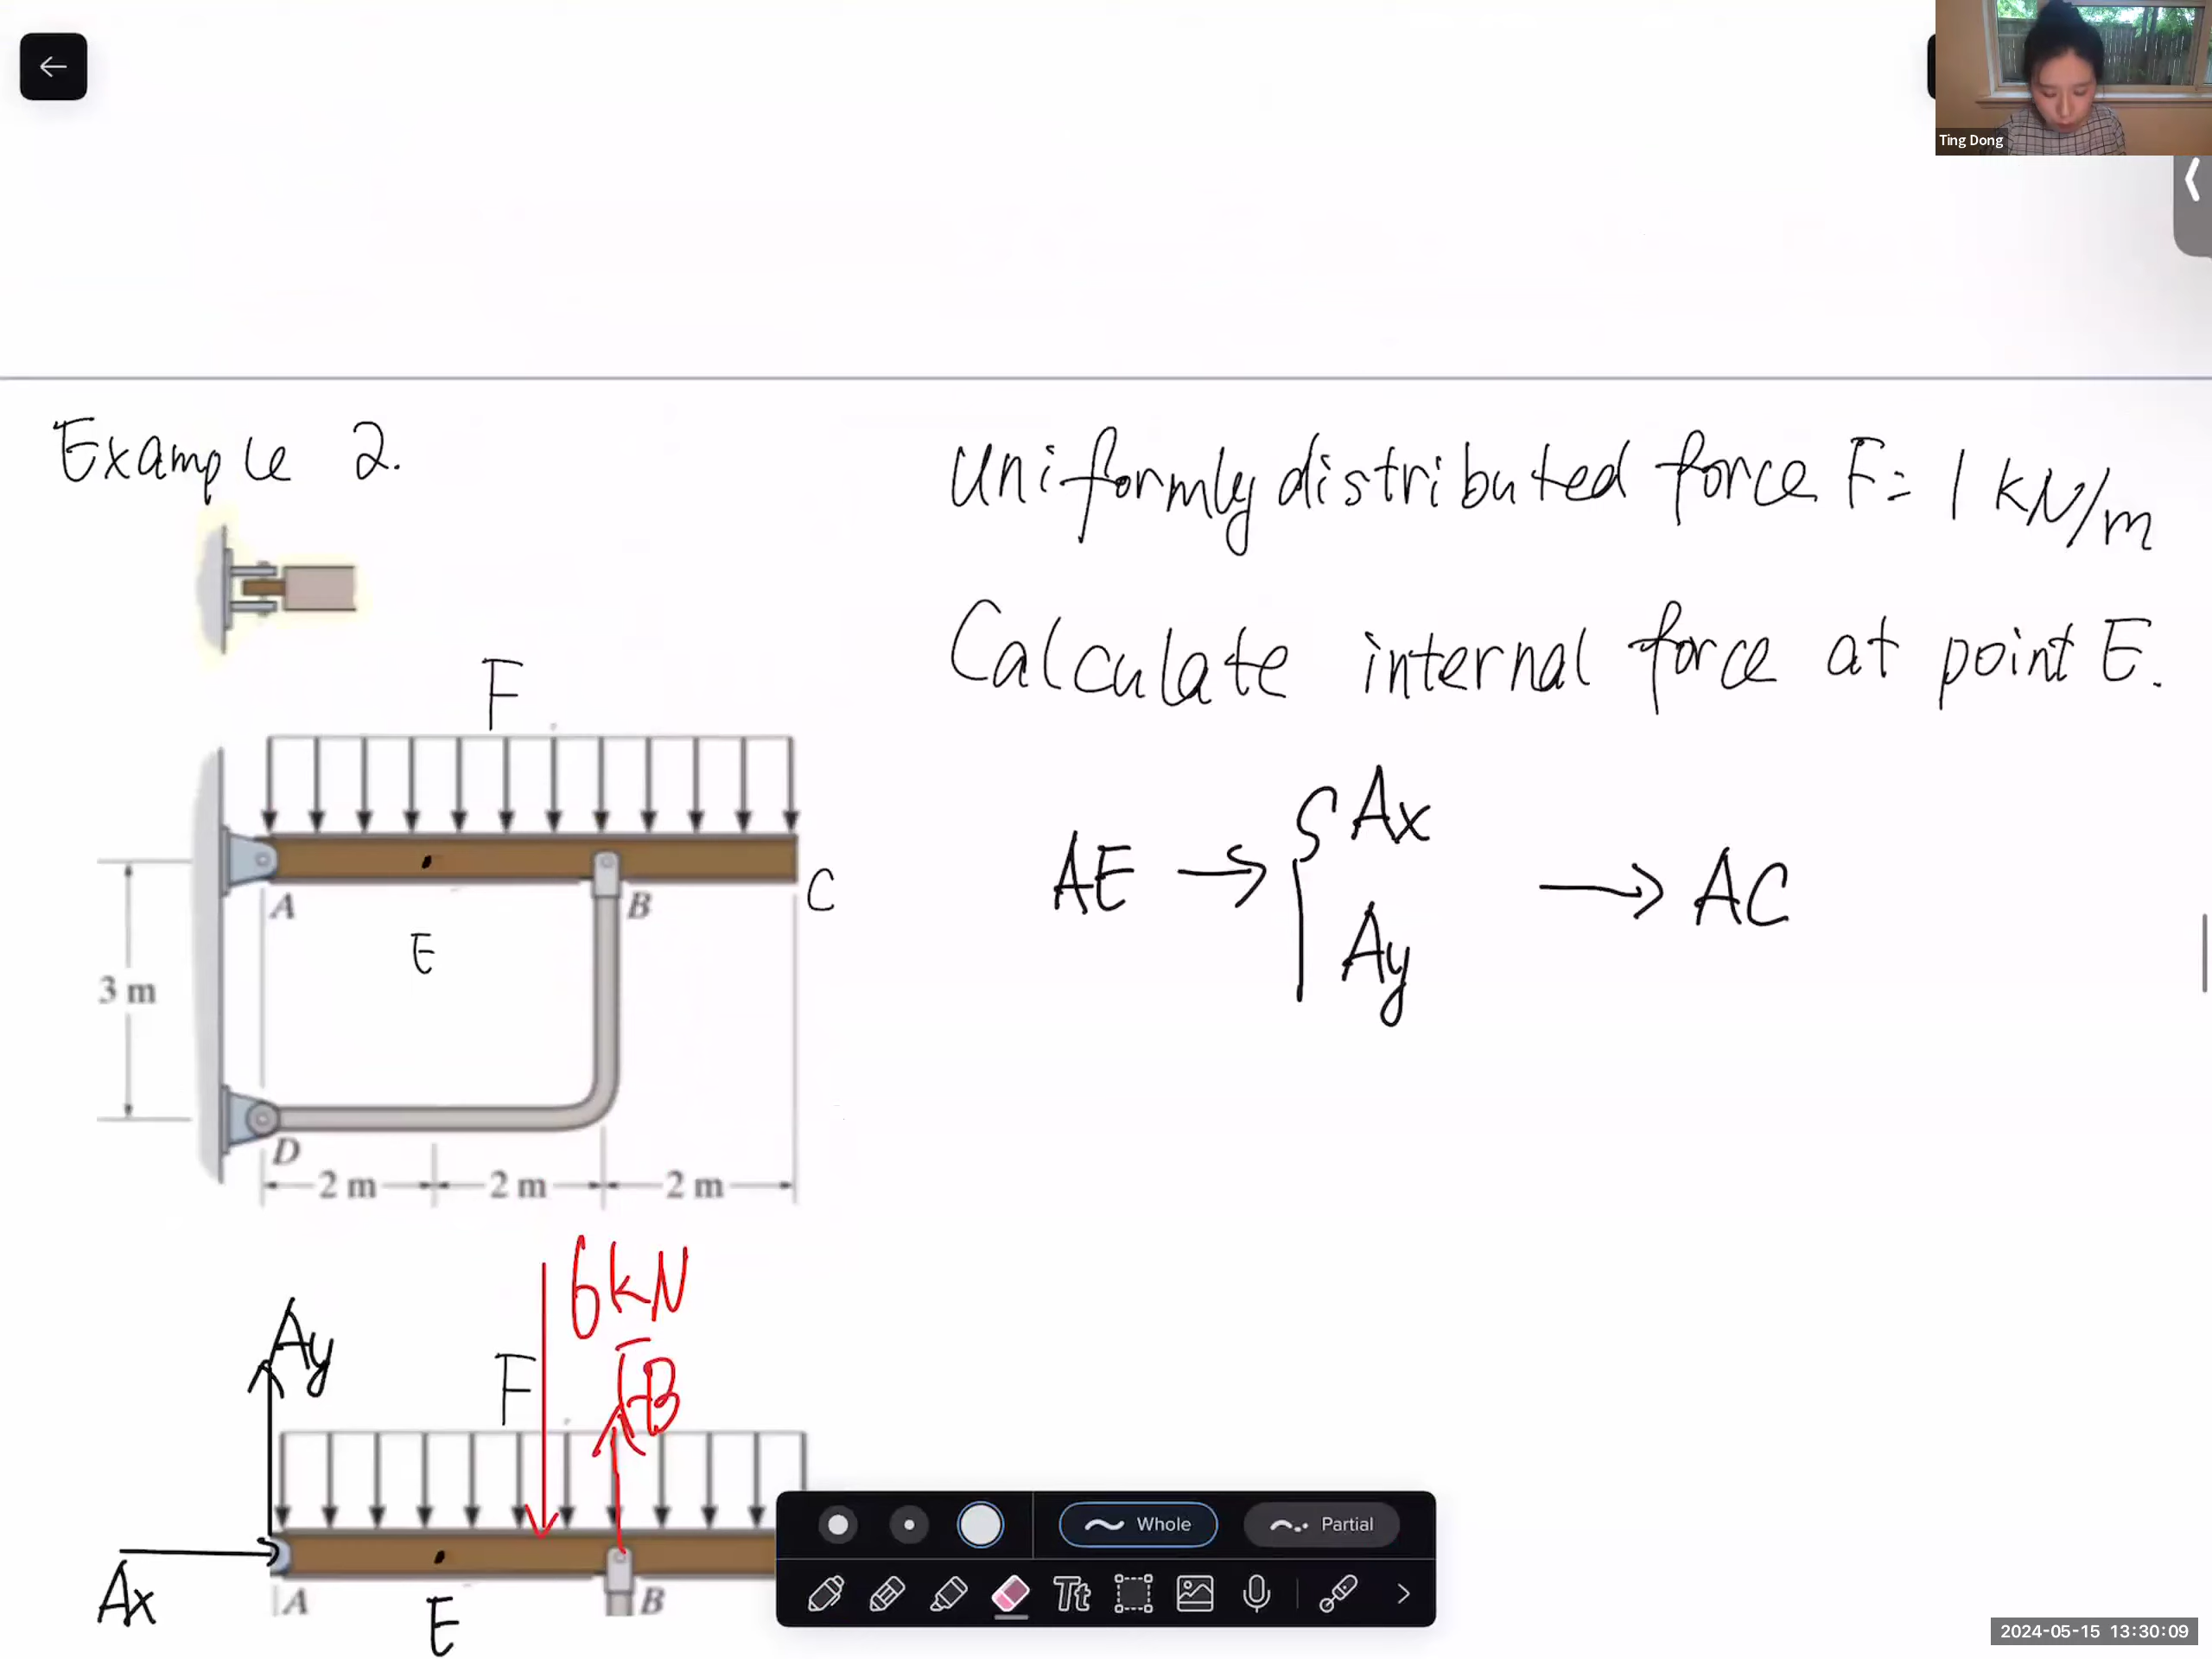 Ting Dong
Example 2.
Uniformly distributed force F= 1 kN/m
Calculate internal force at point E.
F
A
B
C
E
AE → { Ax
Ay
→ AC
3 m
D
2 m
2 m
2 m
6kN
Ay
F
FB
Ax
A
E
B
Whole
Partial
Tt
2024-05-15 13:30:09